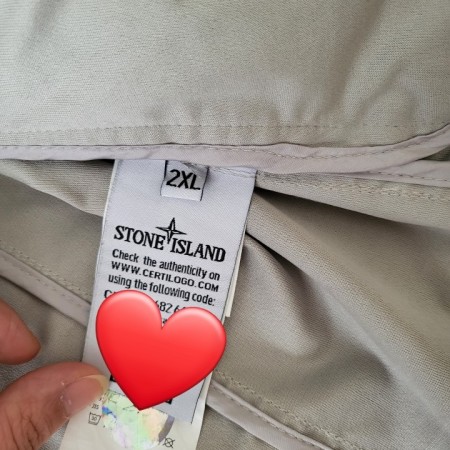 2XL
STONE ISLAND
Check the authenticity on
WWW.CERTILOGO.COM
using the following code: